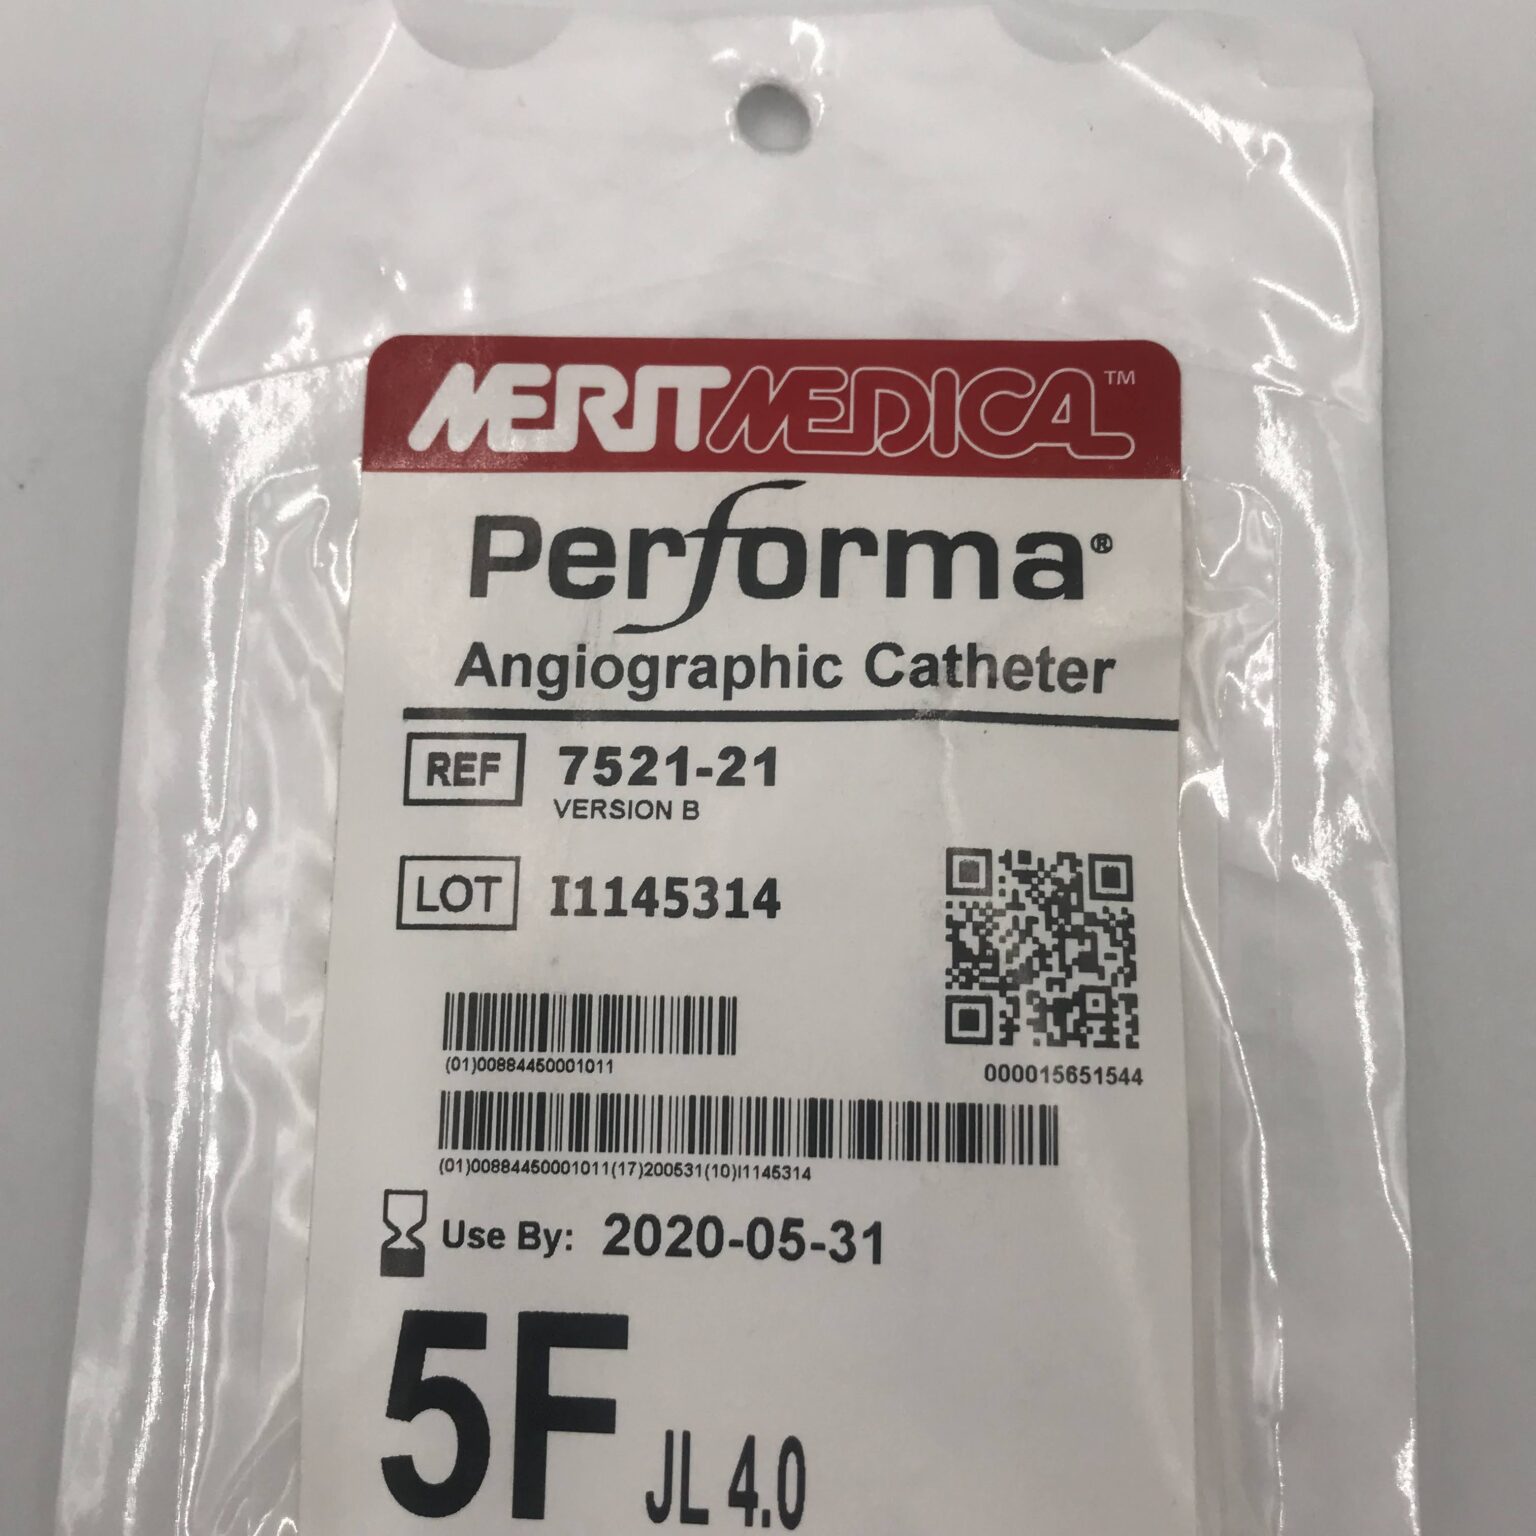 MERITMEDICAL™
Performa®
Angiographic Catheter
REF 7521-21
VERSION B
LOT I1145314
(01)00884450001011
000015651544
(01)00884450001011(17)200531(10)I1145314
Use By: 2020-05-31
5F JL 4.0